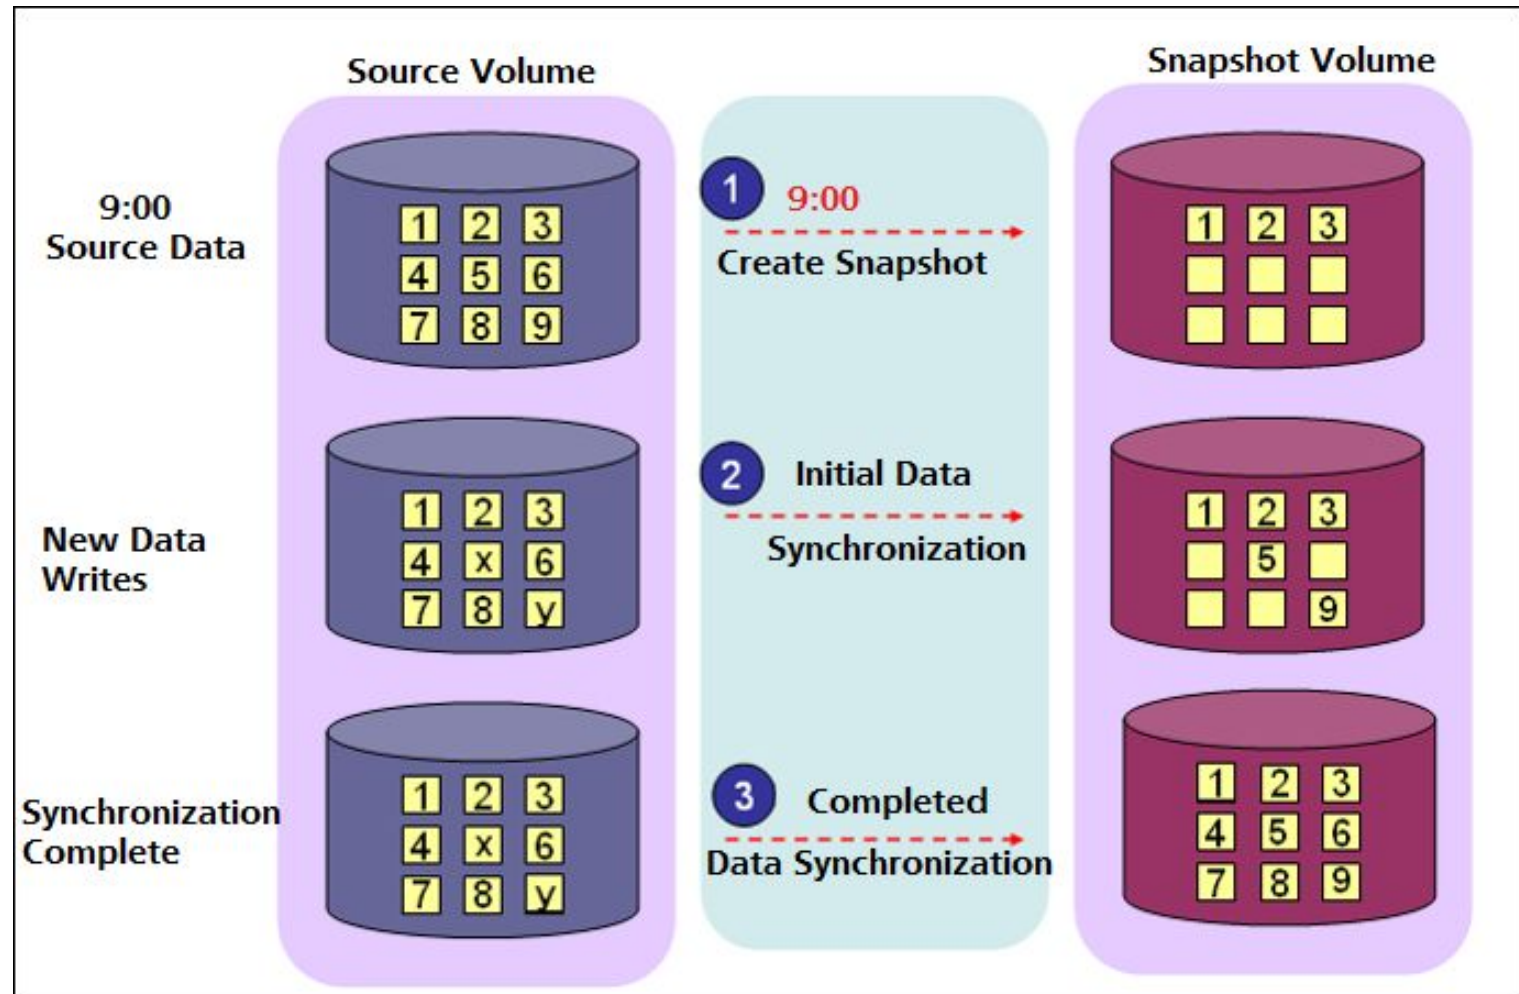 Source Volume
Snapshot Volume
9:00
Source Data
1 2 3
4 5 6
7 8 9
1
9:00
Create Snapshot
1 2 3
New Data
Writes
1 2 3
4 x 6
7 8 y
2
Initial Data
Synchronization
1 2 3
5
9
Synchronization
Complete
1 2 3
4 x 6
7 8 y
3
Completed
Data Synchronization
1 2 3
4 5 6
7 8 9